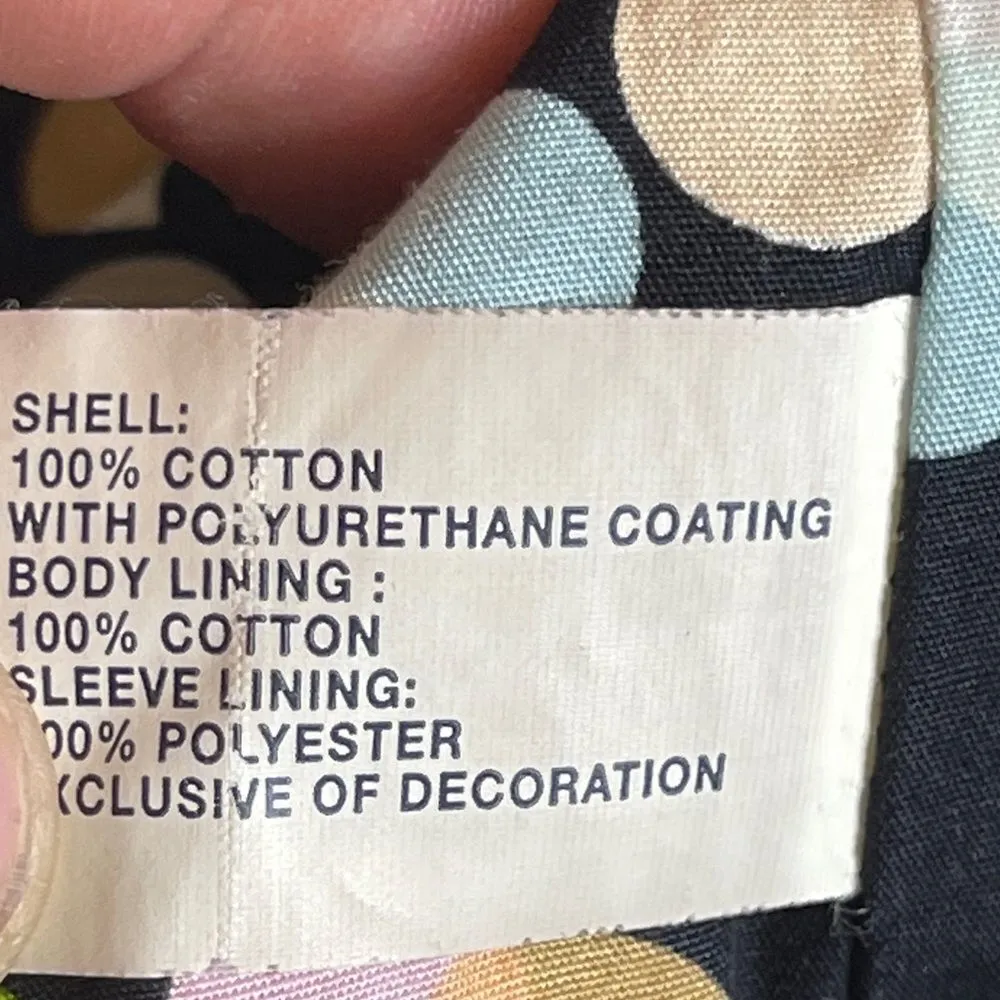 SHELL:
100% COTTON
WITH POLYURETHANE COATING
BODY LINING :
100% COTTON
SLEEVE LINING:
00% POLYESTER
XCLUSIVE OF DECORATION